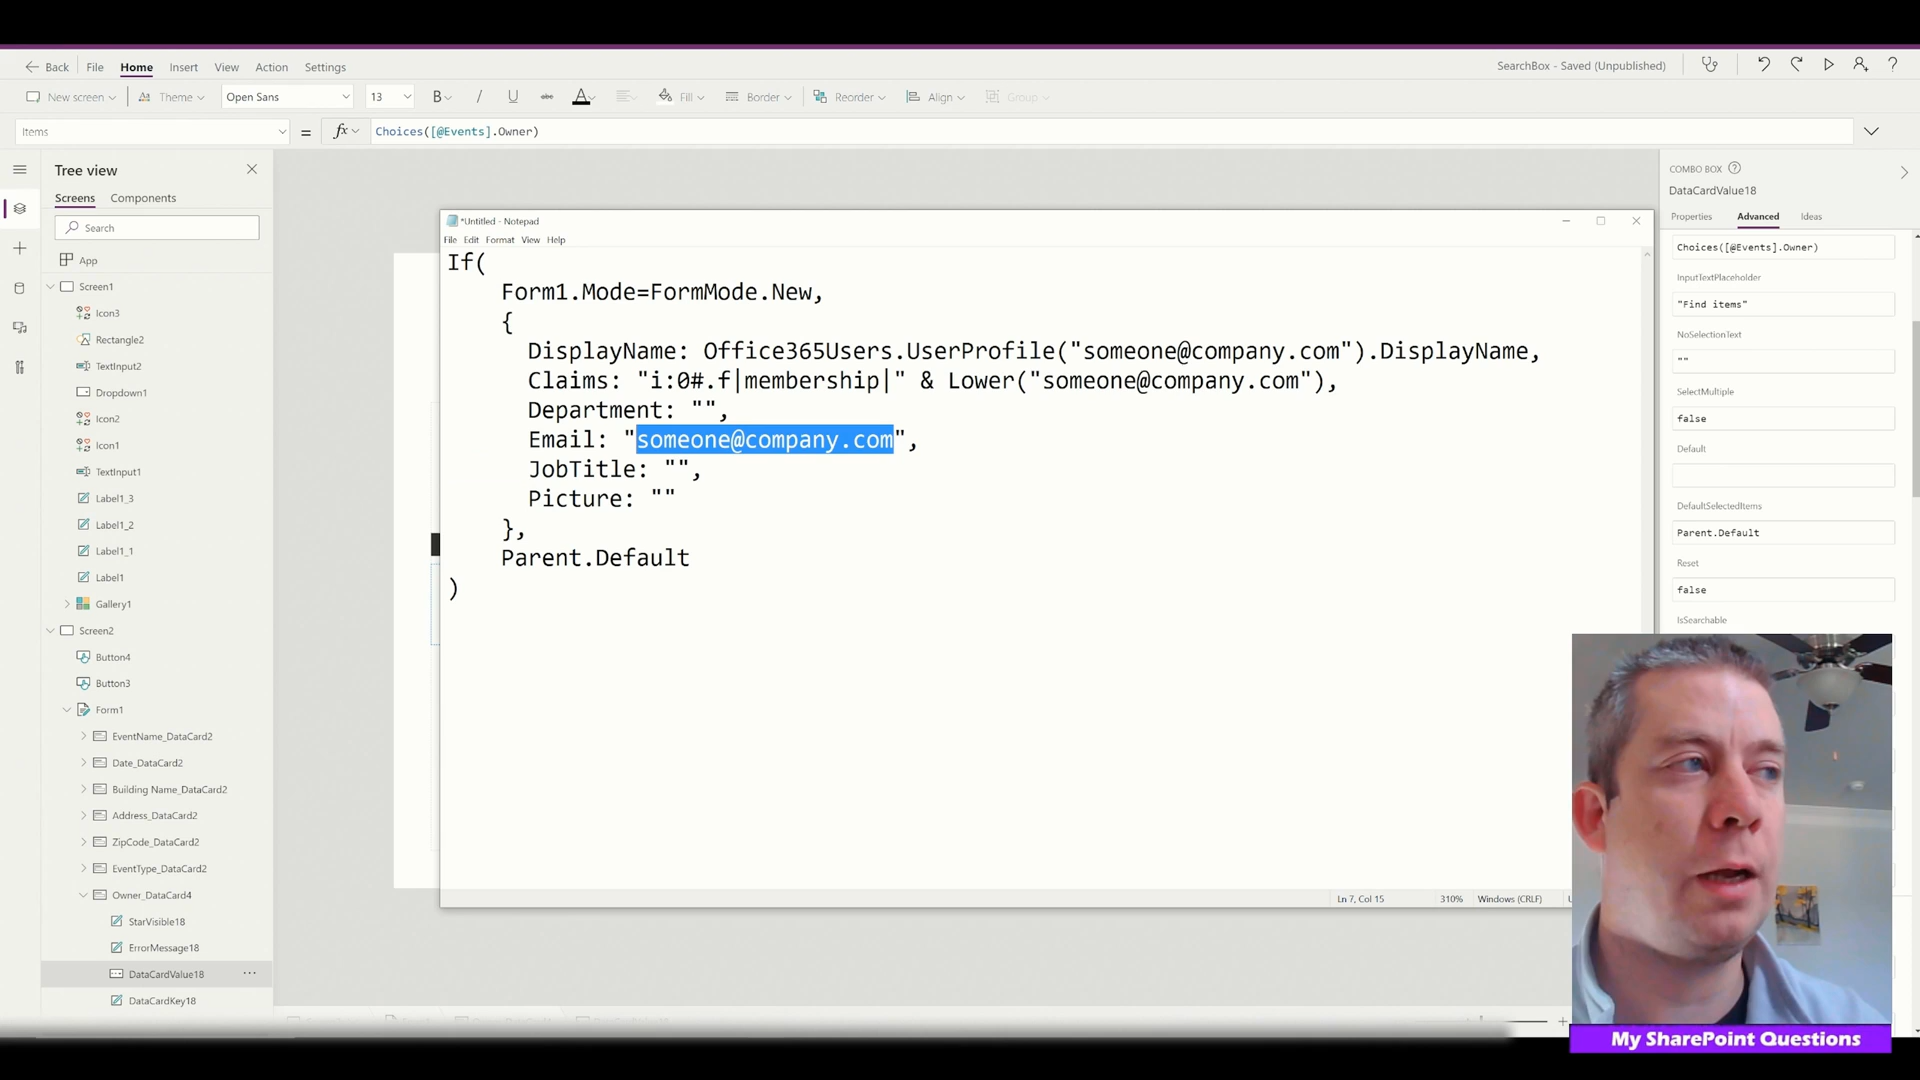 Back File Home Insert View Action Settings
SearchBox - Saved (Unpublished)
New screen Theme Open Sans 13 B / U abc A Fill Border Reorder Align Group
Items = fx Choices([@Events].Owner)
Tree view
Screens Components
Search
App
Screen1
Icon3
Rectangle2
TextInput2
Dropdown1
Icon2
Icon1
TextInput1
Label1_3
Label1_2
Label1_1
Label1
Gallery1
Screen2
Button4
Button3
Form1
EventName_DataCard2
Date_DataCard2
Building Name_DataCard2
Address_DataCard2
ZipCode_DataCard2
EventType_DataCard2
Owner_DataCard4
StarVisible18
ErrorMessage18
DataCardValue18 ...
DataCardKey18
*Untitled - Notepad
File Edit Format View Help
If(
Form1.Mode=FormMode.New,
{
DisplayName: Office365Users.UserProfile("someone@company.com").DisplayName,
Claims: "i:0#.f|membership|" & Lower("someone@company.com"),
Department: "",
Email: "someone@company.com",
JobTitle: "",
Picture: ""
},
Parent.Default
)
Ln 7, Col 15 310% Windows (CRLF)
COMBO BOX ?
DataCardValue18
Properties Advanced Ideas
Choices([@Events].Owner)
InputTextPlaceholder
"Find items"
NoSelectionText
""
SelectMultiple
false
Default
DefaultSelectedItems
Parent.Default
Reset
false
IsSearchable
My SharePoint Questions